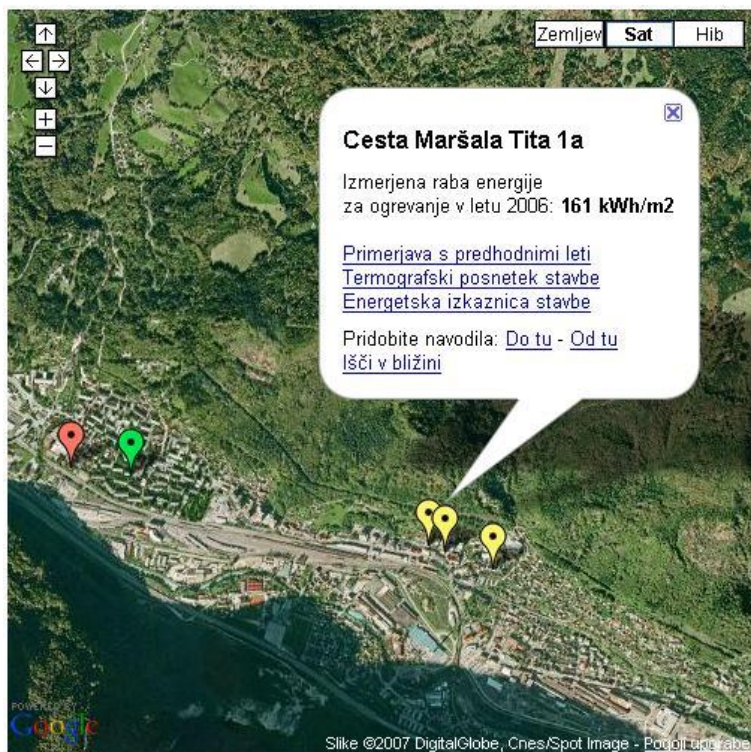 Zemljev Sat Hib
Cesta Maršala Tita 1a
Izmerjena raba energije
za ogrevanje v letu 2006: 161 kWh/m2
Primerjava s predhodnimi leti
Termografski posnetek stavbe
Energetska izkaznica stavbe
Pridobite navodila: Do tu - Od tu
Išči v bližini
POWERED BY
Google
Slike ©2007 DigitalGlobe, Cnes/Spot Image - Pogoji uporabe